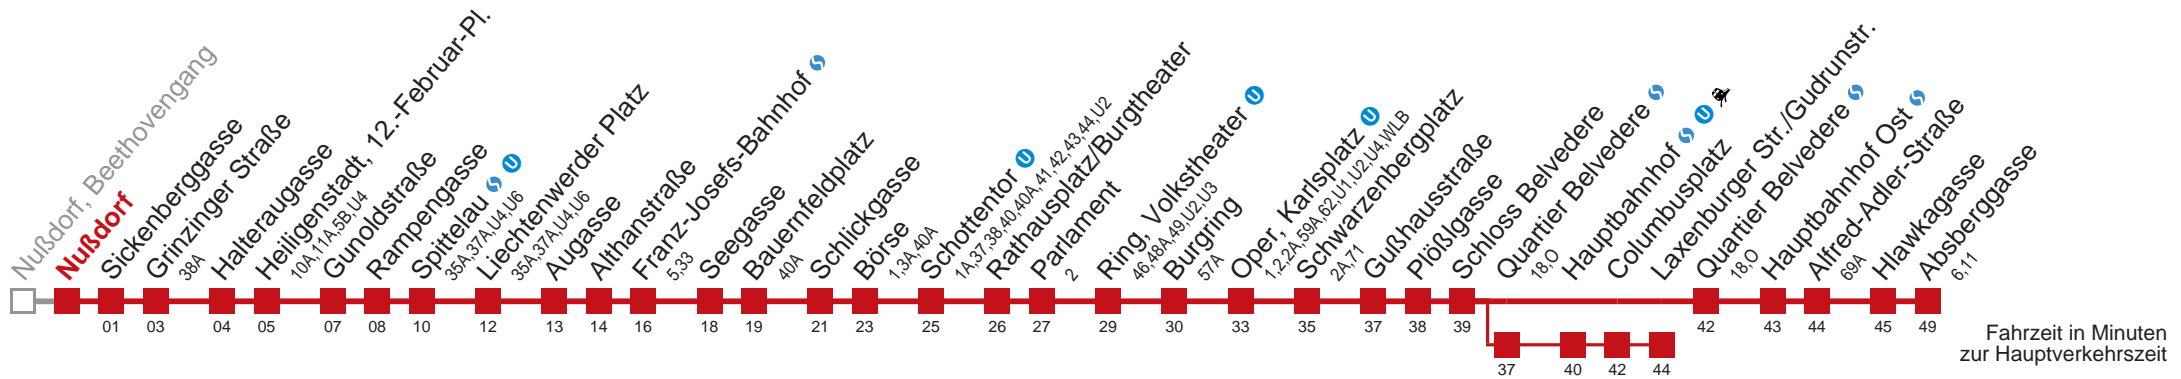 Nußdorf, Beethovengang
Nußdorf
Sickenberggasse
Grinzinger Straße
38A
Halteraugasse
Heiligenstadt, 12.-Februar-Pl.
10A,11A,5B,U4
Gunoldstraße
Rampengasse
Spittelau S U
35A,37A,U4,U6
Liechtenwerder Platz
35A,37A,U4,U6
Augasse
Althanstraße
Franz-Josefs-Bahnhof S
5,33
Seegasse
Bauernfeldplatz
40A
Schlickgasse
Börse
1,3A,40A
Schottentor U
1A,37,38,40,40A,41,42,43,44,U2
Rathausplatz/Burgtheater
Parlament
2
Ring, Volkstheater U
46,48A,49,U2,U3
Burgring
57A
Oper, Karlsplatz U
1,2,2A,59A,62,U1,U2,U4,WLB
Schwarzenbergplatz
2A,71
Gußhausstraße
Plößlgasse
Schloss Belvedere
Quartier Belvedere S
18,O
Hauptbahnhof S U
Columbusplatz
Laxenburger Str./Gudrunstr.
Quartier Belvedere S
18,O
Hauptbahnhof Ost S
Alfred-Adler-Straße
69A
Hlawkagasse
Absberggasse
6,11
01 03 04 05 07 08 10 12 13 14 16 18 19 21 23 25 26 27 29 30 33 35 37 38 39 42 43 44 45 49
37 40 42 44
Fahrzeit in Minuten
zur Hauptverkehrszeit